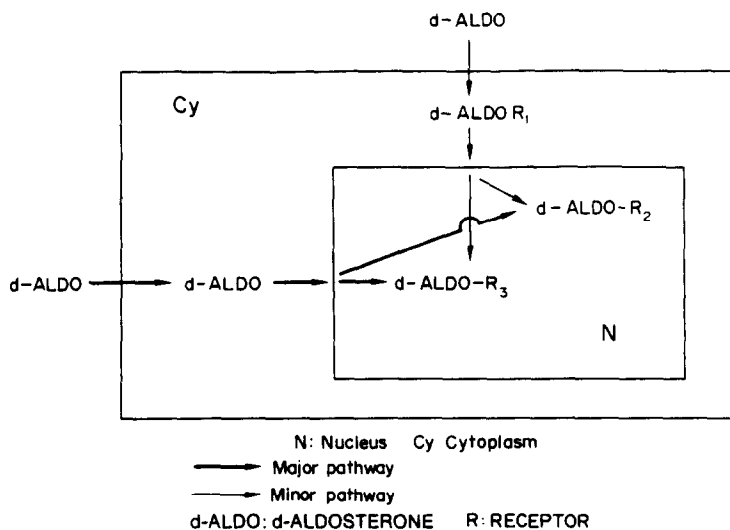 d-ALDO
Cy
d-ALDO R₁
d-ALDO-R₂
d-ALDO
d-ALDO
d-ALDO-R₃
N
N: Nucleus Cy Cytoplasm
Major pathway
Minor pathway
d-ALDO: d-ALDOSTERONE R: RECEPTOR